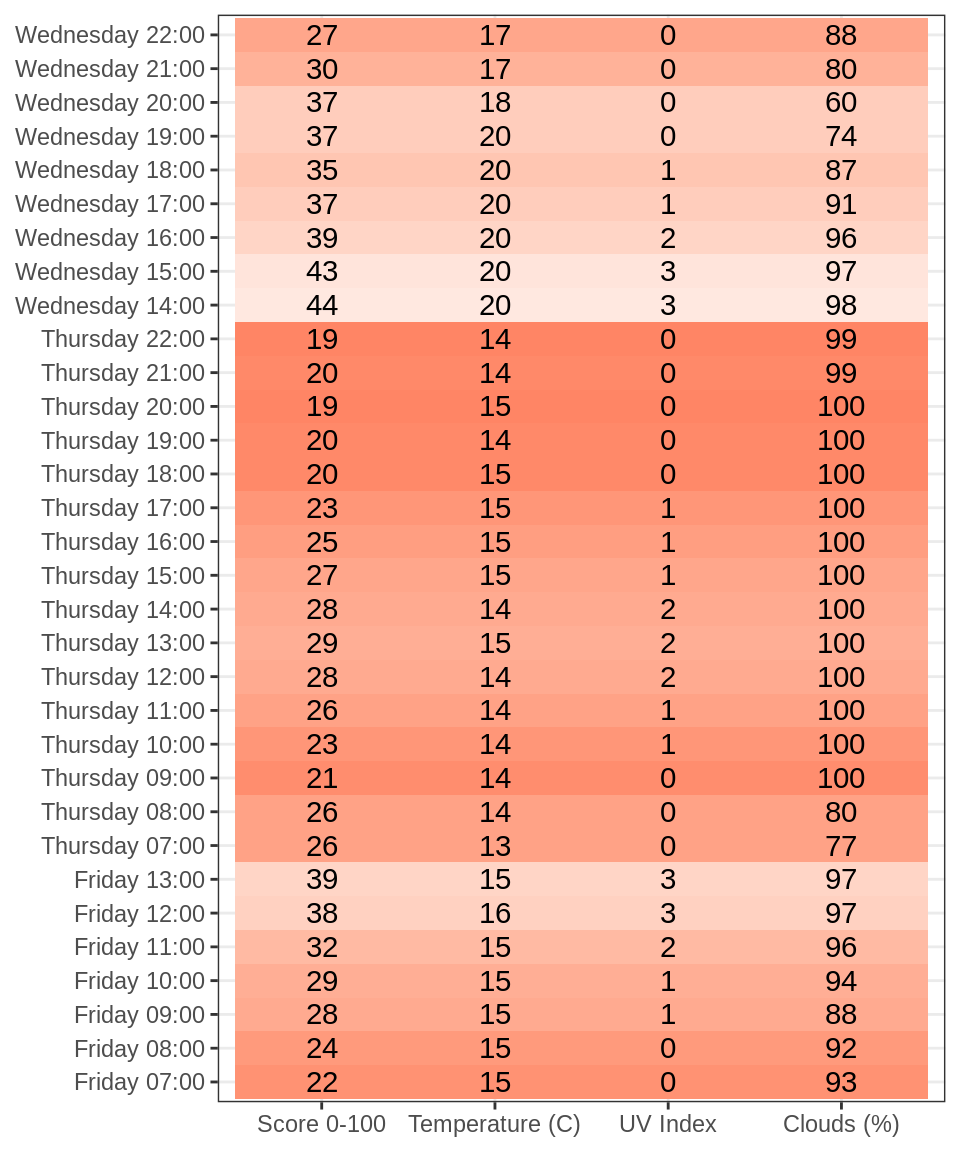 Wednesday 22:00 27 17 0 88
Wednesday 21:00 30 17 0 80
Wednesday 20:00 37 18 0 60
Wednesday 19:00 37 20 0 74
Wednesday 18:00 35 20 1 87
Wednesday 17:00 37 20 1 91
Wednesday 16:00 39 20 2 96
Wednesday 15:00 43 20 3 97
Wednesday 14:00 44 20 3 98
Thursday 22:00 19 14 0 99
Thursday 21:00 20 14 0 99
Thursday 20:00 19 15 0 100
Thursday 19:00 20 14 0 100
Thursday 18:00 20 15 0 100
Thursday 17:00 23 15 1 100
Thursday 16:00 25 15 1 100
Thursday 15:00 27 15 1 100
Thursday 14:00 28 14 2 100
Thursday 13:00 29 15 2 100
Thursday 12:00 28 14 2 100
Thursday 11:00 26 14 1 100
Thursday 10:00 23 14 1 100
Thursday 09:00 21 14 0 100
Thursday 08:00 26 14 0 80
Thursday 07:00 26 13 0 77
Friday 13:00 39 15 3 97
Friday 12:00 38 16 3 97
Friday 11:00 32 15 2 96
Friday 10:00 29 15 1 94
Friday 09:00 28 15 1 88
Friday 08:00 24 15 0 92
Friday 07:00 22 15 0 93
Score 0-100 Temperature (C) UV Index Clouds (%)